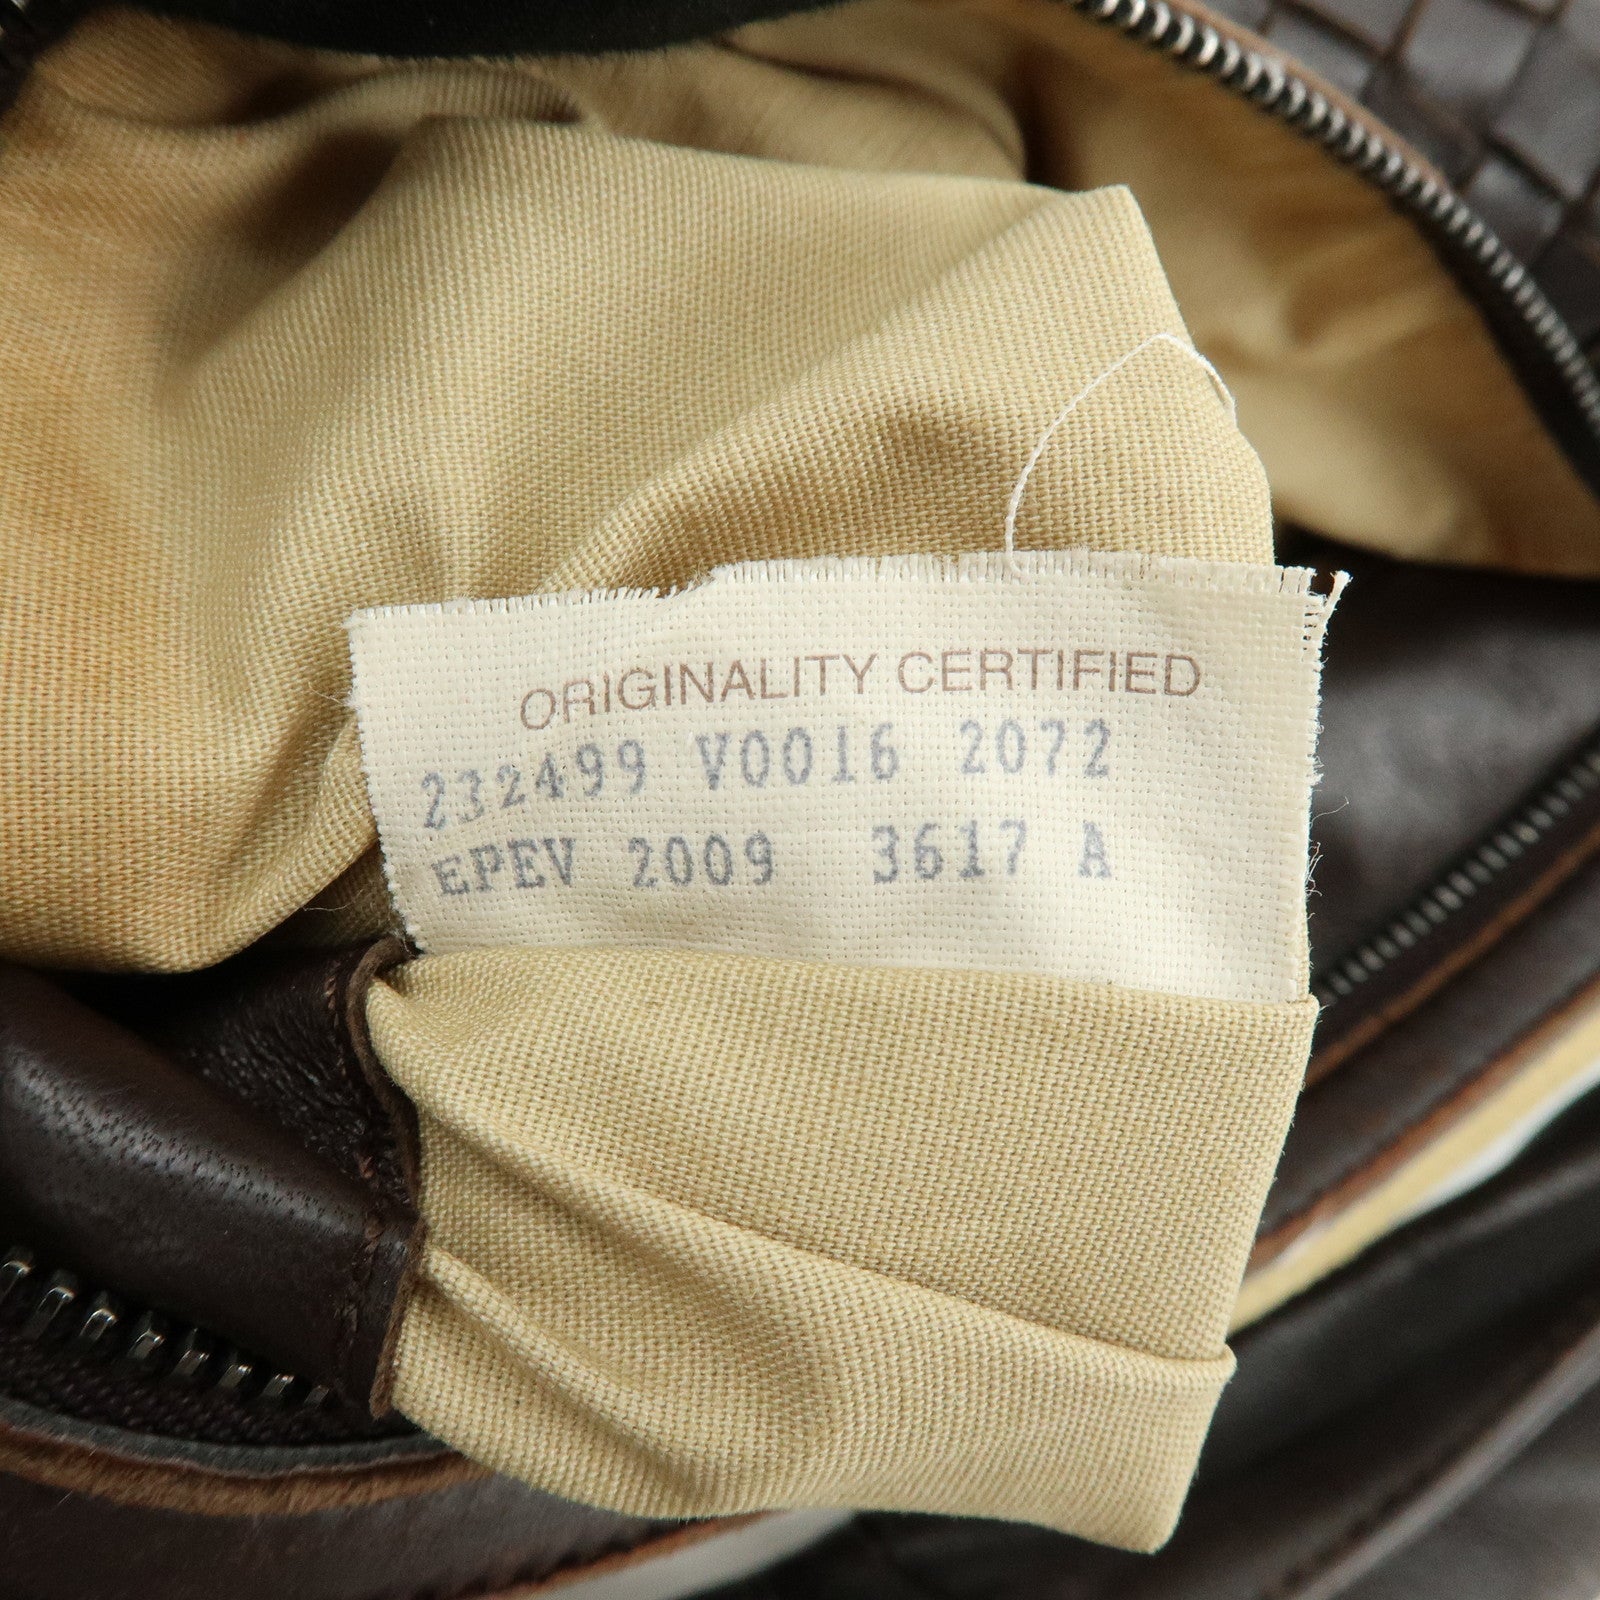 ORIGINALITY CERTIFIED
232499 V0016 2072
EPEV 2009 3617 A